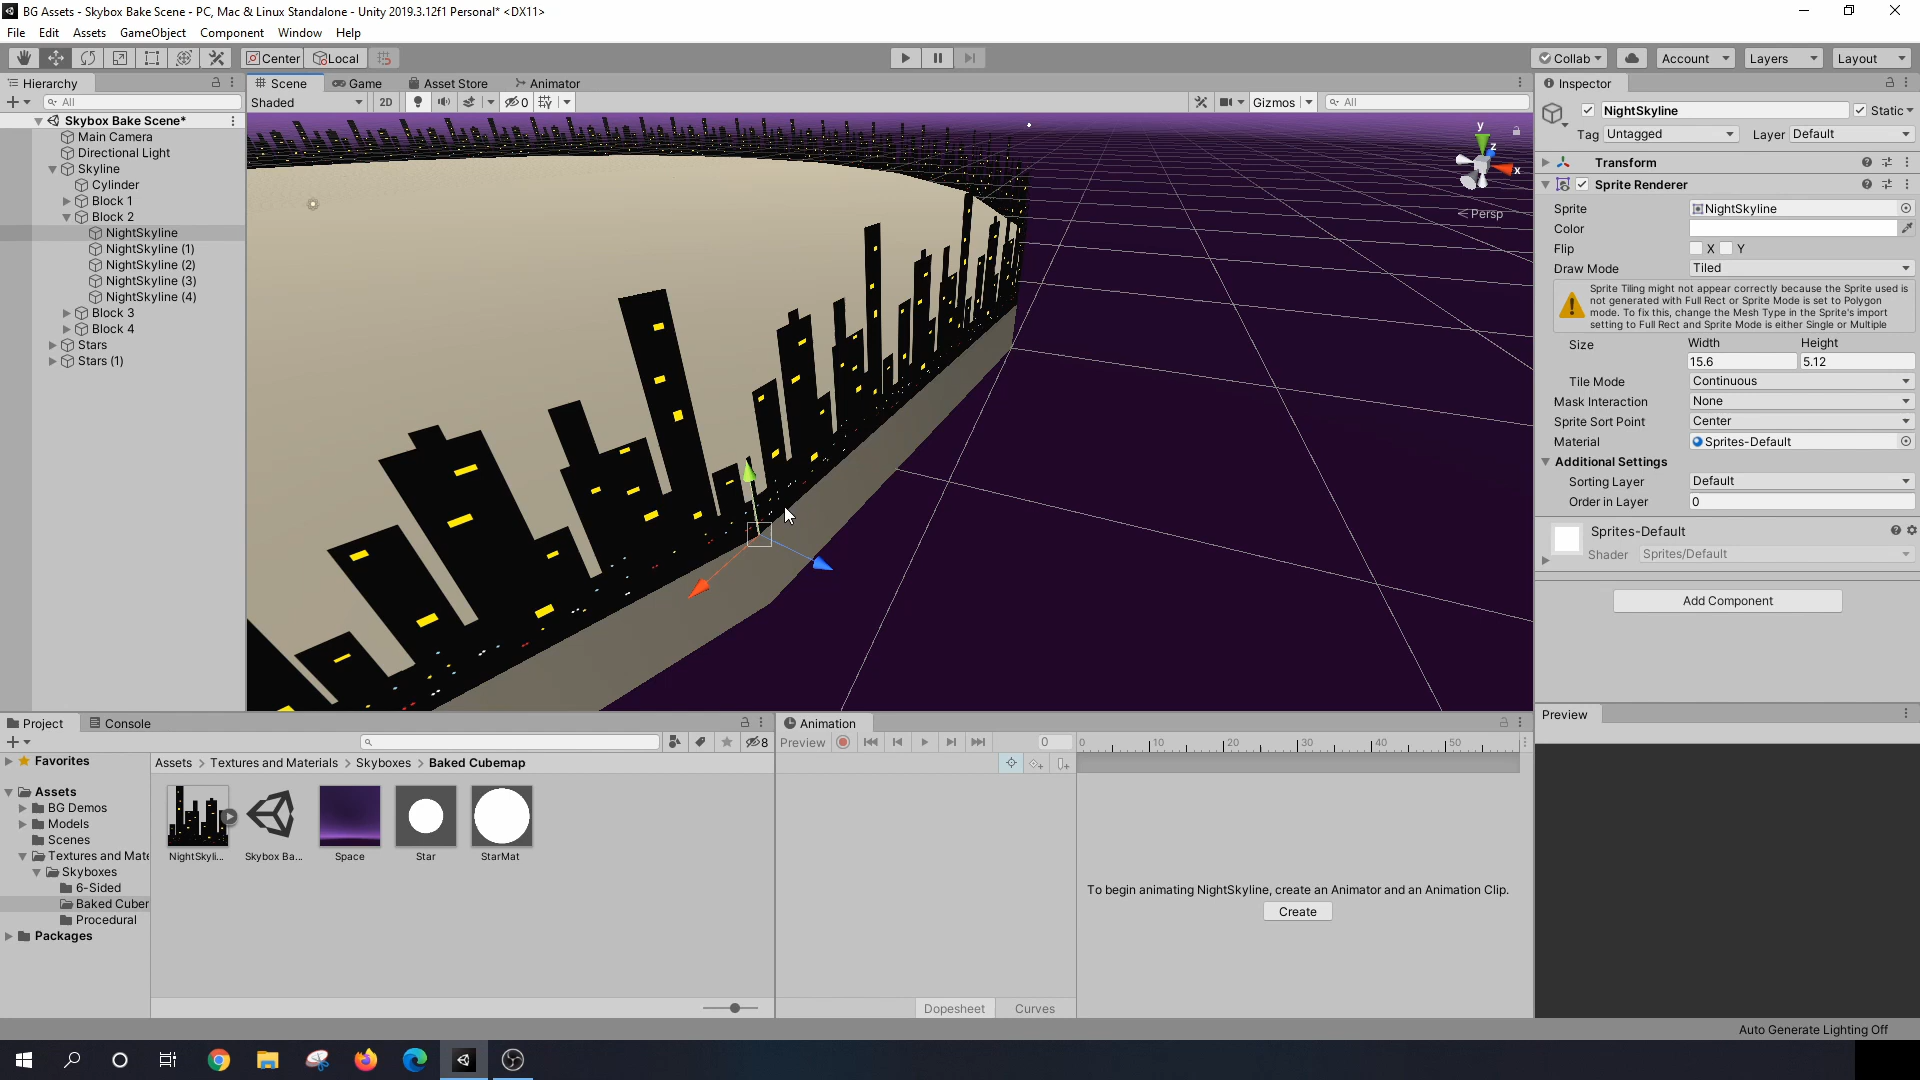 BG Assets - Skybox Bake Scene - PC, Mac & Linux Standalone - Unity 2019.3.12f1 Personal* <DX11>
File Edit Assets GameObject Component Window Help
Center Local
Collab Account Layers Layout
Hierarchy
All
Skybox Bake Scene*
Main Camera
Directional Light
Skyline
Cylinder
Block 1
Block 2
NightSkyline
NightSkyline (1)
NightSkyline (2)
NightSkyline (3)
NightSkyline (4)
Block 3
Block 4
Stars
Stars (1)
Scene Game Asset Store Animator
Shaded 2D 0 Gizmos All
y
z
x
Persp
Inspector
NightSkyline Static
Tag Untagged Layer Default
Transform
Sprite Renderer
Sprite NightSkyline
Color
Flip X Y
Draw Mode Tiled
Sprite Tiling might not appear correctly because the Sprite used is
not generated with Full Rect or Sprite Mode is set to Polygon
mode. To fix this, change the Mesh Type in the Sprite's import
setting to Full Rect and Sprite Mode is either Single or Multiple
Size Width Height
15.6 5.12
Tile Mode Continuous
Mask Interaction None
Sprite Sort Point Center
Material Sprites-Default
Additional Settings
Sorting Layer Default
Order in Layer 0
Sprites-Default
Shader Sprites/Default
Add Component
Preview
Project Console
8
Favorites
Assets
BG Demos
Models
Scenes
Textures and Mate
Skyboxes
6-Sided
Baked Cuber
Procedural
Packages
Assets > Textures and Materials > Skyboxes > Baked Cubemap
NightSkyli... Skybox Ba... Space Star StarMat
Animation
Preview 0 0 10 20 30 40 50
To begin animating NightSkyline, create an Animator and an Animation Clip.
Create
Dopesheet Curves
Auto Generate Lighting Off